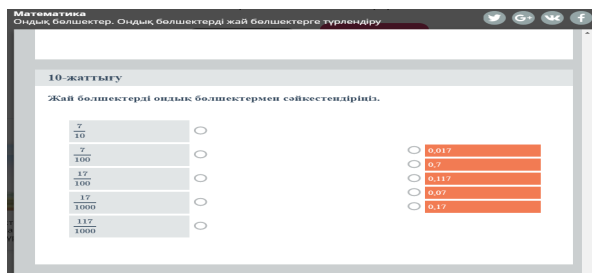 Математика
Ондық бөлшектер. Ондық бөлшектерді жай бөлшектерге түрлендіру
10-жаттығу
Жай бөлшектерді ондық бөлшектермен сәйкестендіріңіз.
7/10
7/100
17/100
17/1000
117/1000
0,017
0,7
0,117
0,07
0,17